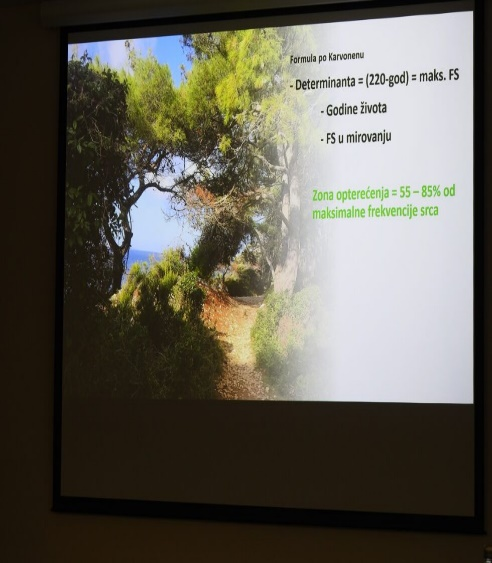 Formula po Karvonenu
- Determinanta = (220-god) = maks. FS
- Godine života
- FS u mirovanju
Zona opterećenja = 55 – 85% od
maksimalne frekvencije srca